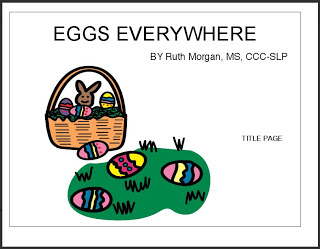 EGGS EVERYWHERE
BY Ruth Morgan, MS, CCC-SLP
TITLE PAGE